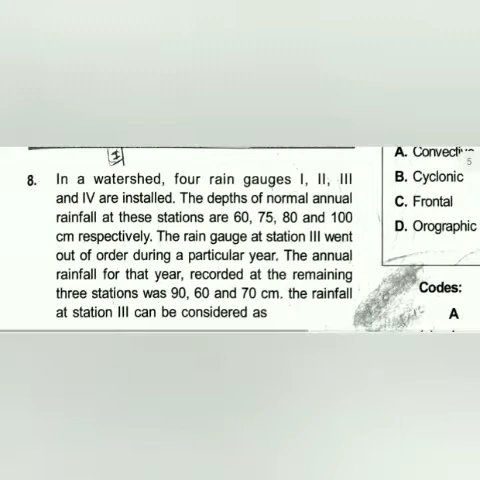 8. In a watershed, four rain gauges I, II, III
and IV are installed. The depths of normal annual
rainfall at these stations are 60, 75, 80 and 100
cm respectively. The rain gauge at station III went
out of order during a particular year. The annual
rainfall for that year, recorded at the remaining
three stations was 90, 60 and 70 cm. the rainfall
at station III can be considered as
A. Convective
5
B. Cyclonic
C. Frontal
D. Orographic
Codes:
A